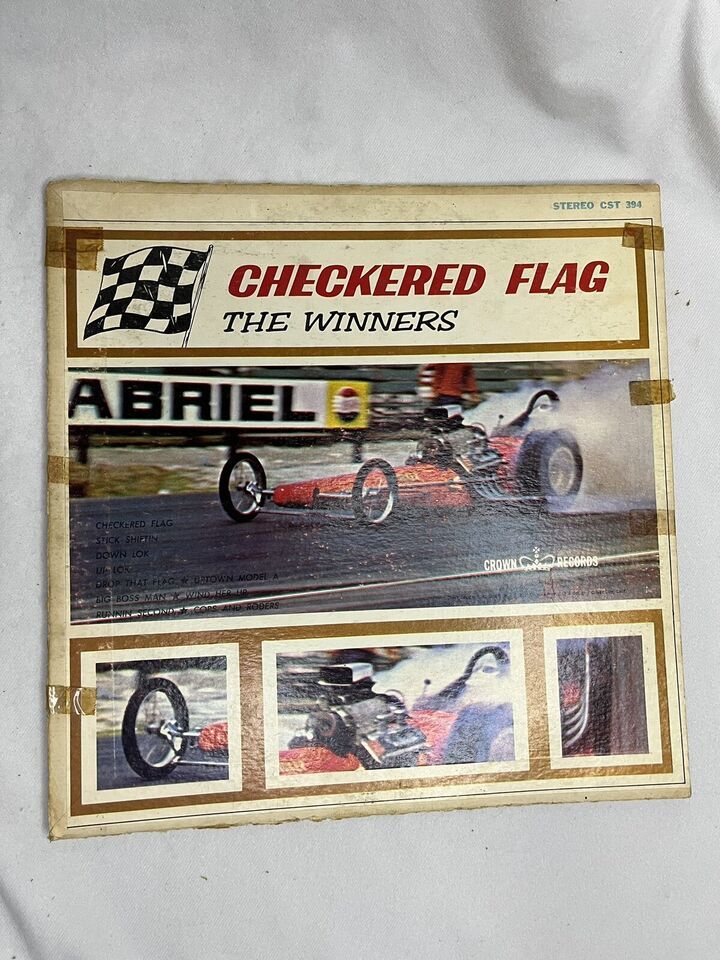 STEREO CST 394
CHECKERED FLAG
THE WINNERS
ABRIEL
CHECKERED FLAG
STICK SHIFTIN
DOWN LOK
UP LOK
DROP THAT FLAG ★ UPTOWN MODEL A
BIG BOSS MAN ★ WIND HER UP
RUNNIN SECOND ★ COPS AND RODERS
CROWN RECORDS